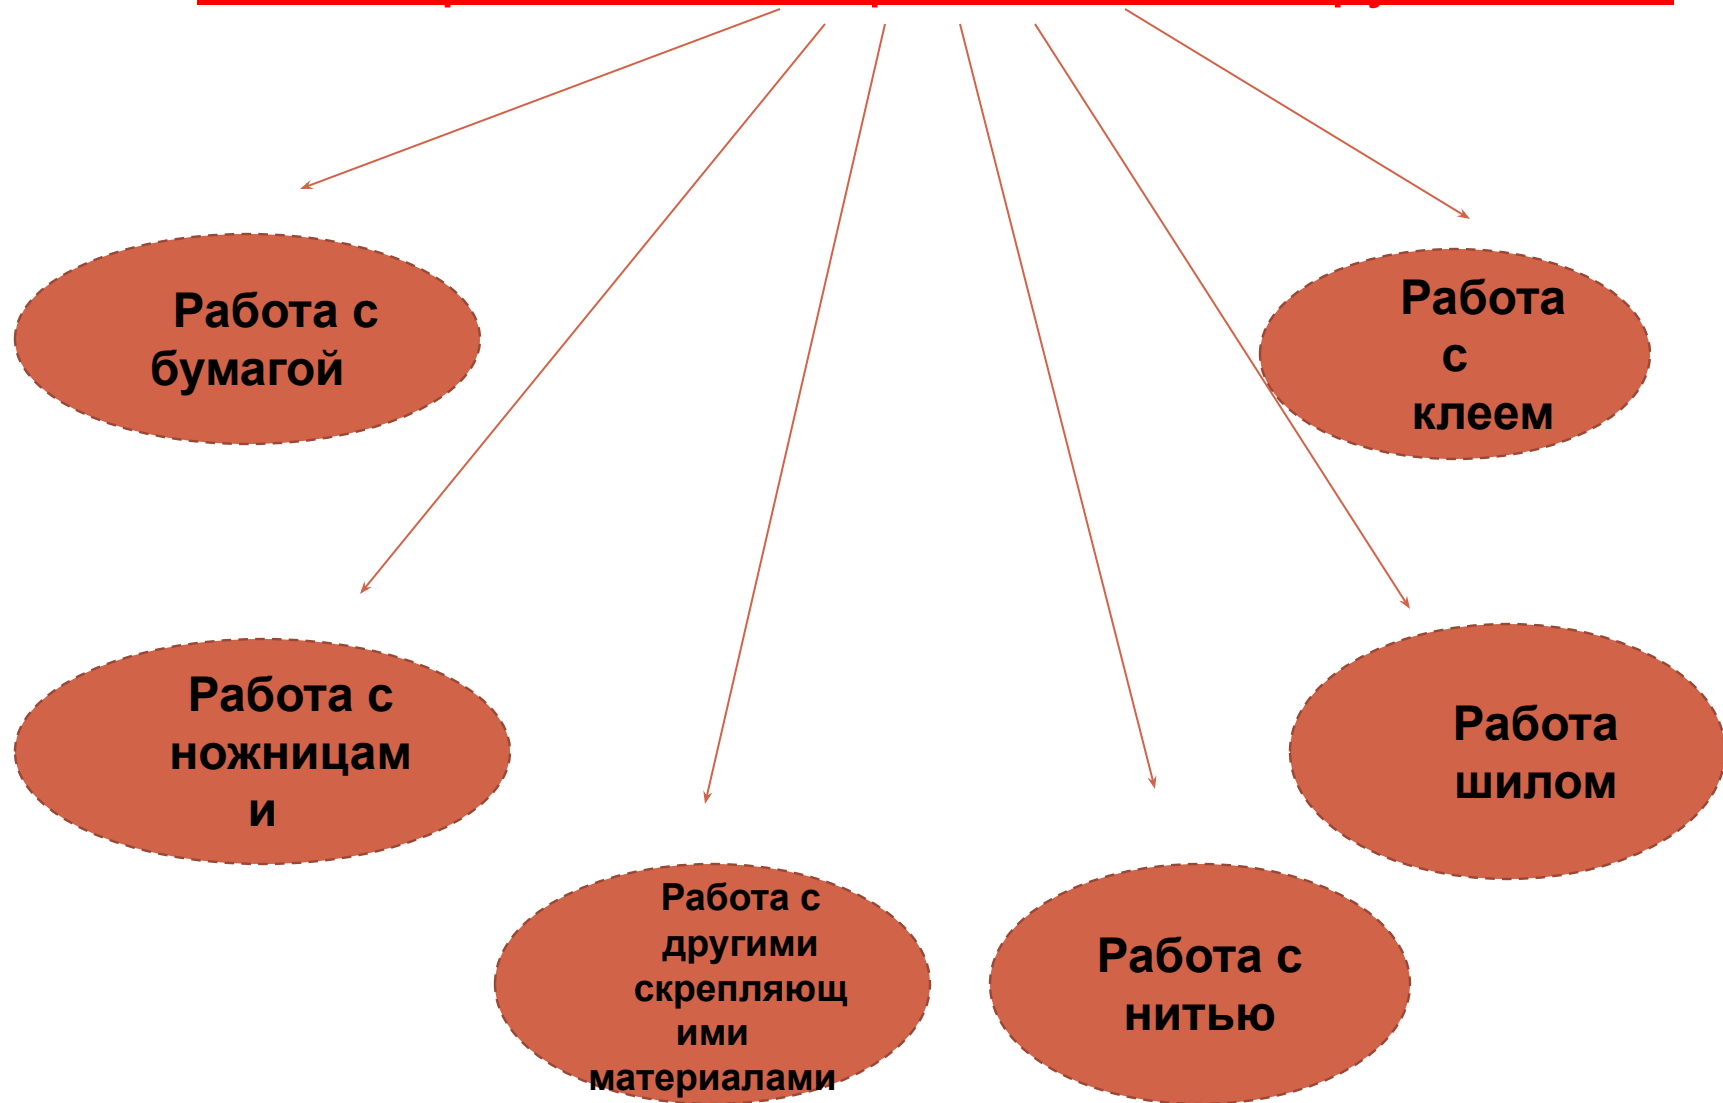 Работа с
бумагой
Работа
с
клеем
Работа с
ножницам
и
Работа
шилом
Работа с
другими
скрепляющ
ими
материалами
Работа с
нитью